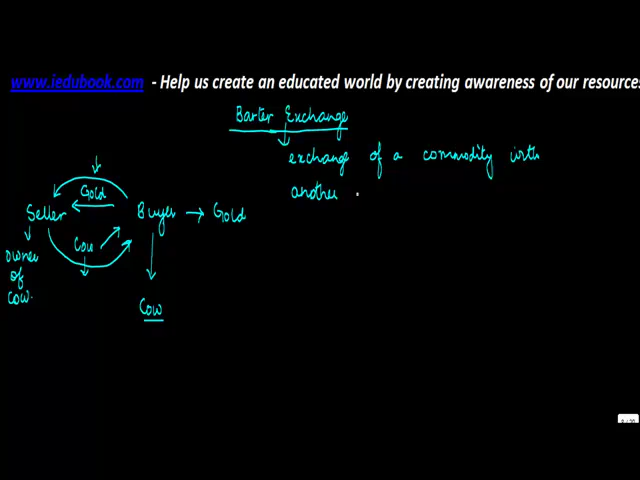 www.iedubook.com - Help us create an educated world by creating awareness of our resources
Barter Exchange
exchange of a commodity with
another
Gold
Seller Buyer → Gold
Cow
owner
of
cow
Cow